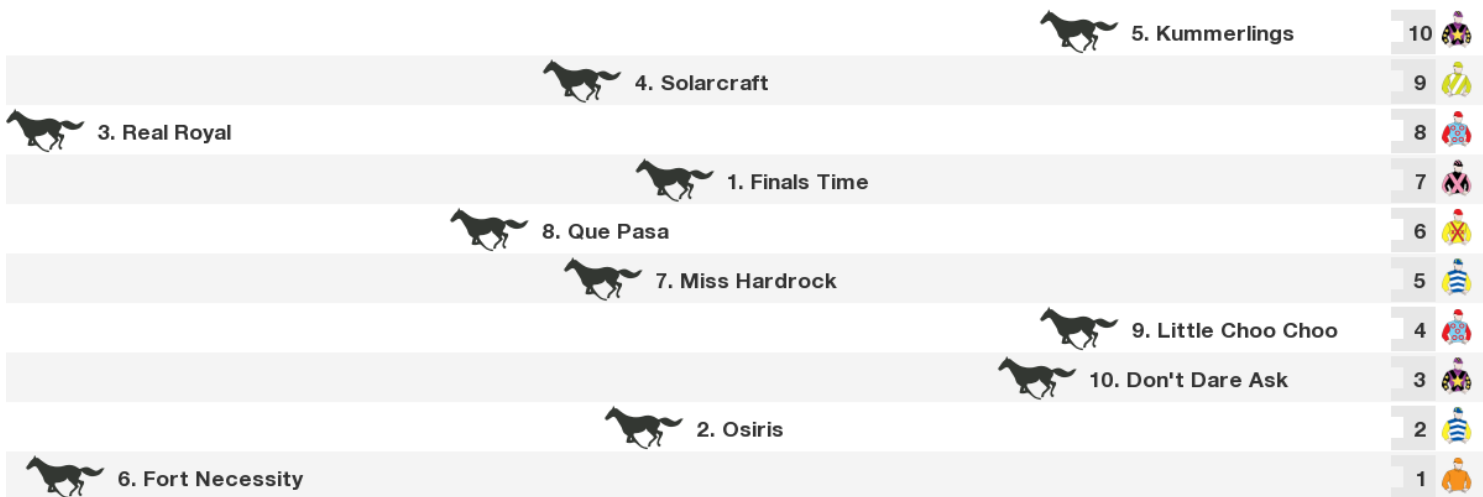 5. Kummerlings 10
4. Solarcraft 9
3. Real Royal 8
1. Finals Time 7
8. Que Pasa 6
7. Miss Hardrock 5
9. Little Choo Choo 4
10. Don't Dare Ask 3
2. Osiris 2
6. Fort Necessity 1